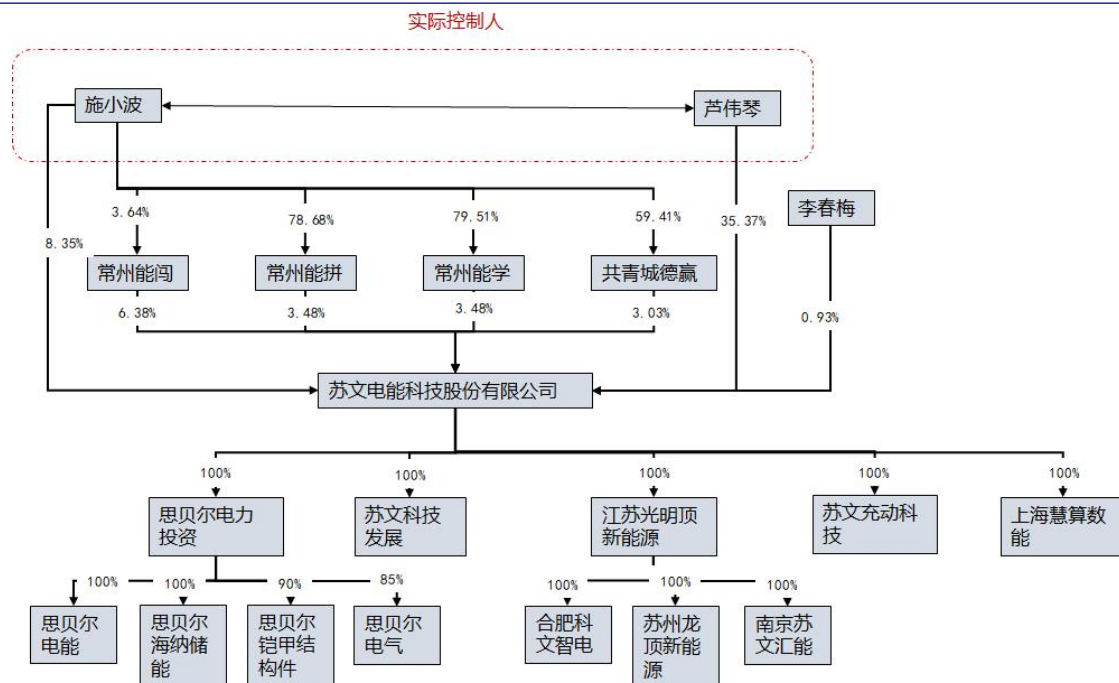 实际控制人
施小波
芦伟琴
李春梅
3.64%
78.68%
79.51%
59.41%
35.37%
8.35%
常州能闯
常州能拼
常州能学
共青城德赢
6.38%
3.48%
3.48%
3.03%
0.93%
苏文电能科技股份有限公司
100%
100%
100%
100%
100%
思贝尔电力
投资
苏文科技
发展
江苏光明顶
新能源
苏文充动科
技
上海慧算数
能
100%
100%
90%
85%
100%
100%
100%
思贝尔
电能
思贝尔
海纳储
能
思贝尔
铠甲结
构件
思贝尔
电气
合肥科
文智电
苏州龙
顶新能
源
南京苏
文汇能